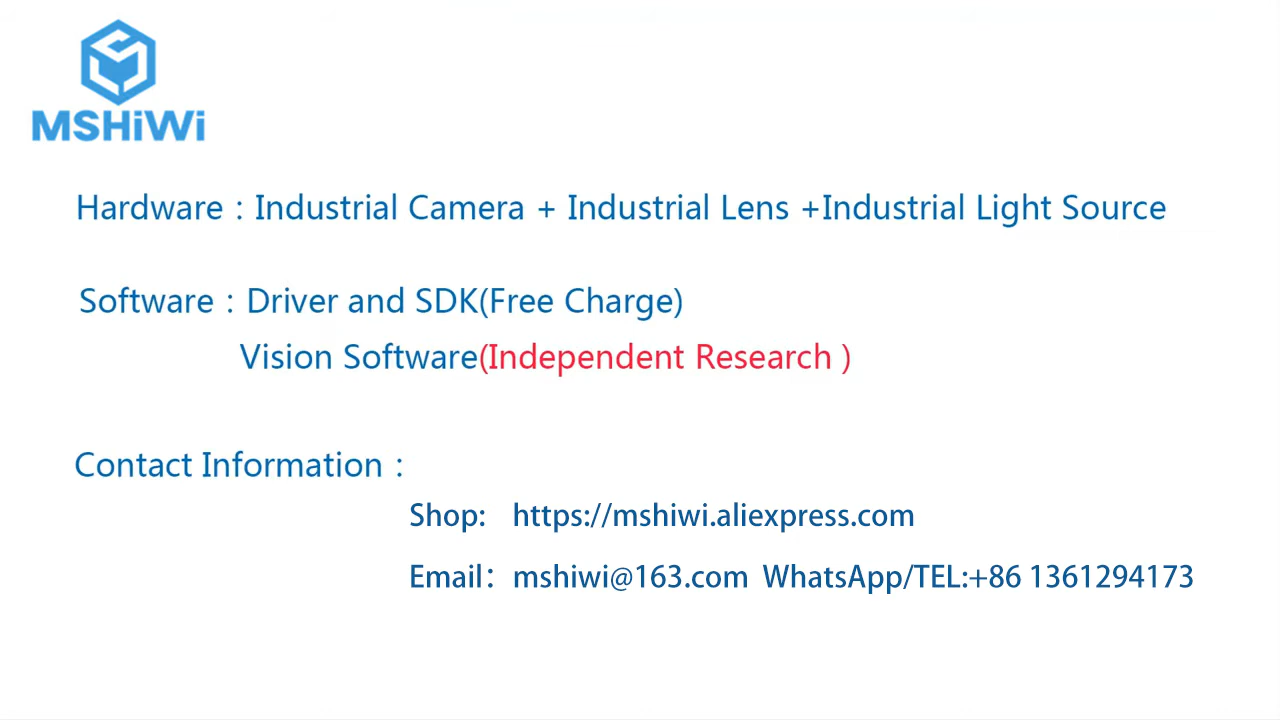 MSHiWi
Hardware：Industrial Camera + Industrial Lens +Industrial Light Source
Software：Driver and SDK(Free Charge)
Vision Software(Independent Research )
Contact Information：
Shop: https://mshiwi.aliexpress.com
Email：mshiwi@163.com WhatsApp/TEL:+86 1361294173